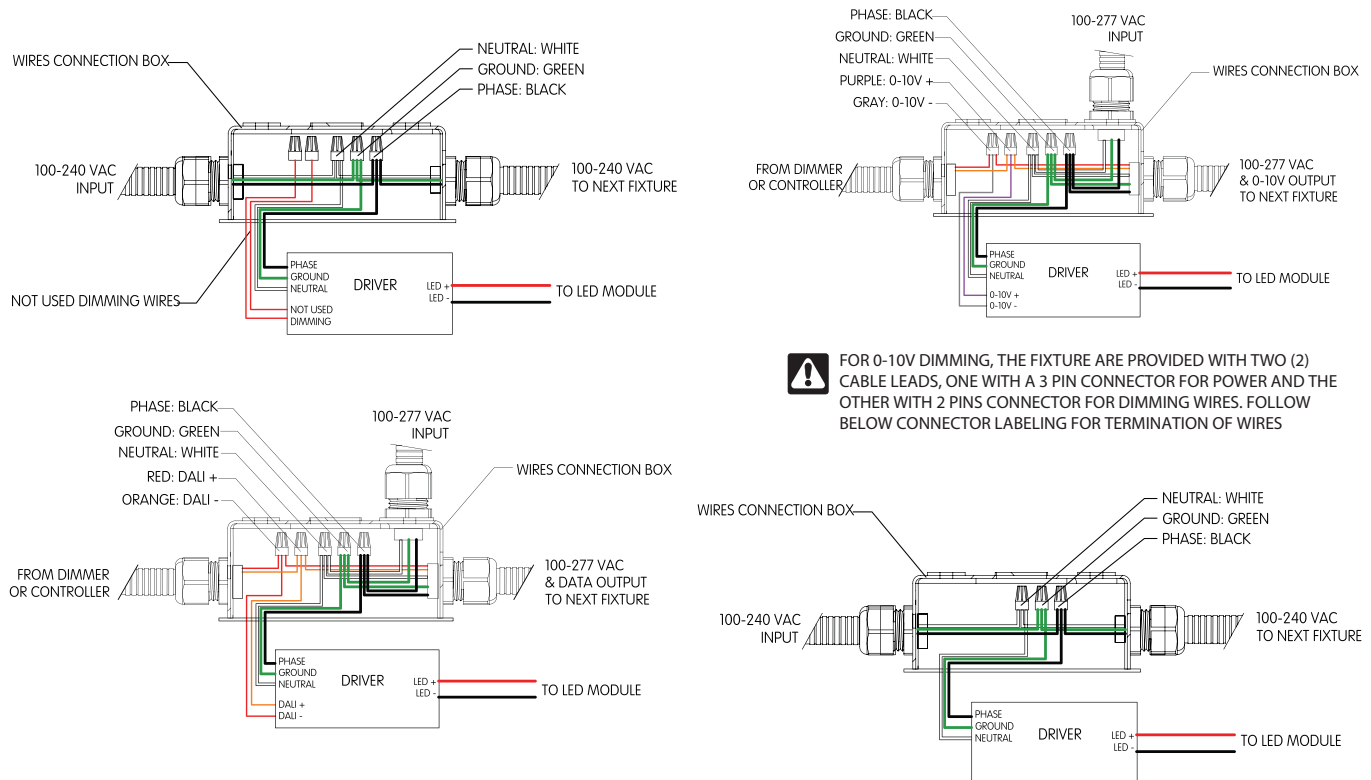 WIRES CONNECTION BOX
NEUTRAL: WHITE
GROUND: GREEN
PHASE: BLACK
100-240 VAC
INPUT
100-240 VAC
TO NEXT FIXTURE
PHASE
GROUND
NEUTRAL
DRIVER
LED +
LED -
TO LED MODULE
NOT USED
DIMMING
NOT USED DIMMING WIRES
PHASE: BLACK
GROUND: GREEN
NEUTRAL: WHITE
PURPLE: 0-10V +
GRAY: 0-10V -
100-277 VAC
INPUT
WIRES CONNECTION BOX
FROM DIMMER
OR CONTROLLER
100-277 VAC
& 0-10V OUTPUT
TO NEXT FIXTURE
PHASE
GROUND
NEUTRAL
DRIVER
LED +
LED -
TO LED MODULE
0-10V +
0-10V -
FOR 0-10V DIMMING, THE FIXTURE ARE PROVIDED WITH TWO (2)
CABLE LEADS, ONE WITH A 3 PIN CONNECTOR FOR POWER AND THE
OTHER WITH 2 PINS CONNECTOR FOR DIMMING WIRES. FOLLOW
BELOW CONNECTOR LABELING FOR TERMINATION OF WIRES
PHASE: BLACK
GROUND: GREEN
NEUTRAL: WHITE
RED: DALI +
ORANGE: DALI -
100-277 VAC
INPUT
WIRES CONNECTION BOX
FROM DIMMER
OR CONTROLLER
100-277 VAC
& DATA OUTPUT
TO NEXT FIXTURE
PHASE
GROUND
NEUTRAL
DRIVER
LED +
LED -
TO LED MODULE
DALI +
DALI -
WIRES CONNECTION BOX
NEUTRAL: WHITE
GROUND: GREEN
PHASE: BLACK
100-240 VAC
INPUT
100-240 VAC
TO NEXT FIXTURE
PHASE
GROUND
NEUTRAL
DRIVER
LED +
LED -
TO LED MODULE